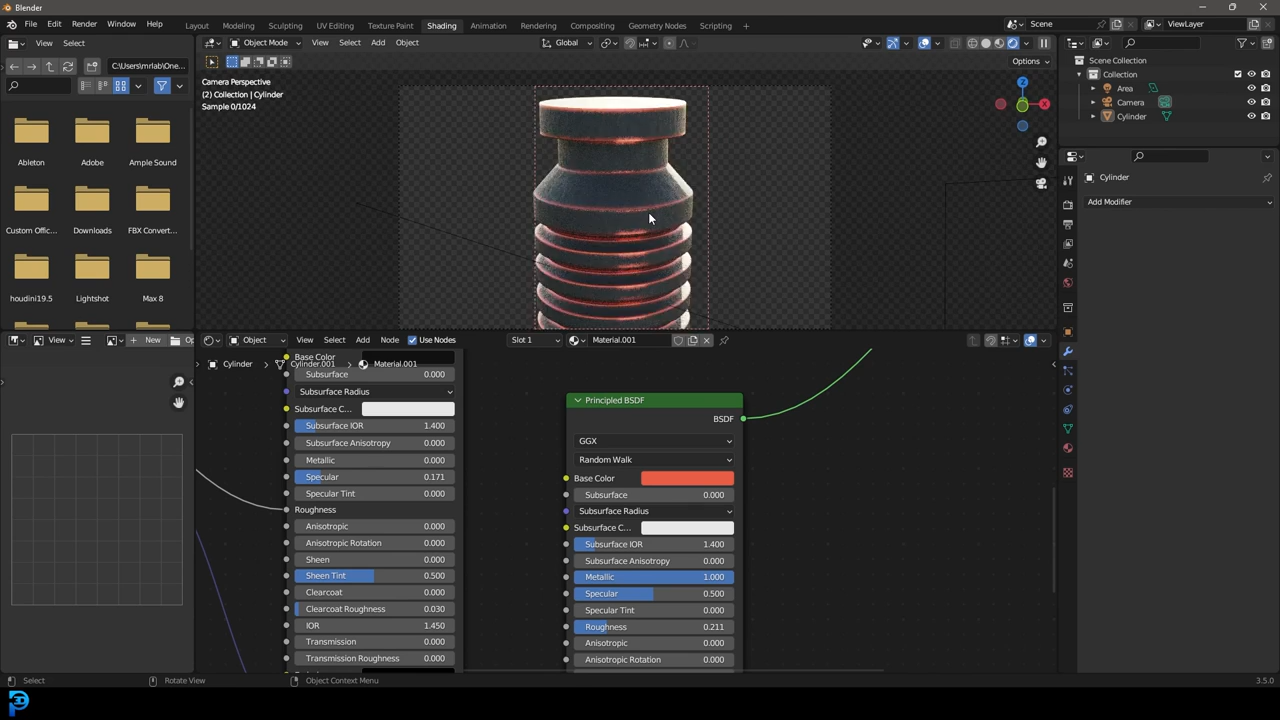 Blender
File Edit Render Window Help
Layout Modeling Sculpting UV Editing Texture Paint Shading Animation Rendering Compositing Geometry Nodes Scripting +
Scene
ViewLayer
View Select
Object Mode View Select Add Object
Global
C:\Users\mrlab\One...
Options
Camera Perspective
(2) Collection | Cylinder
Sample 0/1024
Z
X
Scene Collection
Collection
Area
Camera
Cylinder
Cylinder
Add Modifier
Ableton Adobe Ample Sound
Custom Offic... Downloads FBX Convert...
houdini19.5 Lightshot Max 8
View
New
Op
Object View Select Add Node Use Nodes
Slot 1
Material.001
Cylinder > Cylinder.001 > Material.001
Base Color
Subsurface 0.000
Subsurface Radius
Subsurface C...
Subsurface IOR 1.400
Subsurface Anisotropy 0.000
Metallic 0.000
Specular 0.171
Specular Tint 0.000
Roughness
Anisotropic 0.000
Anisotropic Rotation 0.000
Sheen 0.000
Sheen Tint 0.500
Clearcoat 0.000
Clearcoat Roughness 0.030
IOR 1.450
Transmission 0.000
Transmission Roughness 0.000
Principled BSDF
BSDF
GGX
Random Walk
Base Color
Subsurface 0.000
Subsurface Radius
Subsurface C...
Subsurface IOR 1.400
Subsurface Anisotropy 0.000
Metallic 1.000
Specular 0.500
Specular Tint 0.000
Roughness 0.211
Anisotropic 0.000
Anisotropic Rotation 0.000
Select Rotate View Object Context Menu 3.5.0